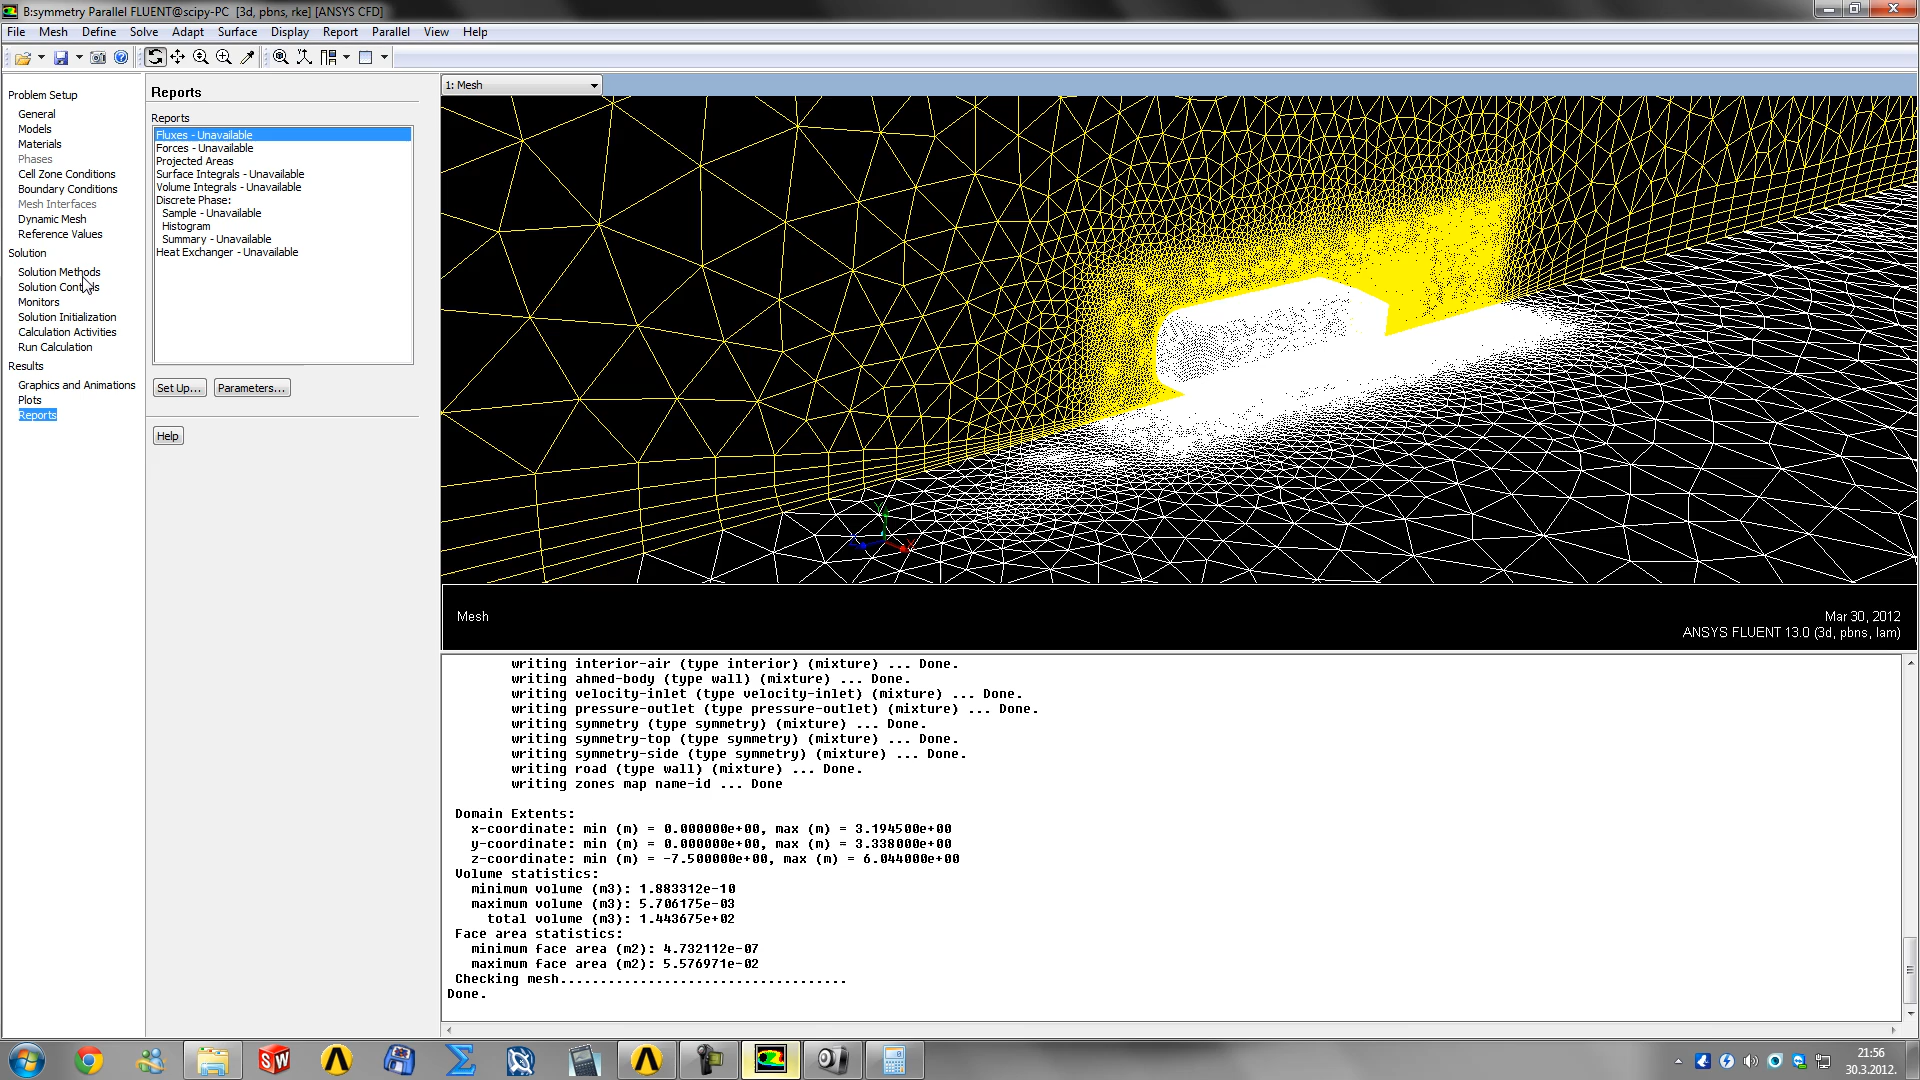 B:symmetry Parallel FLUENT@scipy-PC [3d, pbns, rke] [ANSYS CFD]
File Mesh Define Solve Adapt Surface Display Report Parallel View Help
Problem Setup
General
Models
Materials
Phases
Cell Zone Conditions
Boundary Conditions
Mesh Interfaces
Dynamic Mesh
Reference Values
Solution
Solution Methods
Solution Controls
Monitors
Solution Initialization
Calculation Activities
Run Calculation
Results
Graphics and Animations
Plots
Reports
Reports
Reports
Fluxes - Unavailable
Forces - Unavailable
Projected Areas
Surface Integrals - Unavailable
Volume Integrals - Unavailable
Discrete Phase:
Sample - Unavailable
Histogram
Summary - Unavailable
Heat Exchanger - Unavailable
Set Up... Parameters...
Help
1: Mesh
Y
X
Mesh
Mar 30, 2012
ANSYS FLUENT 13.0 (3d, pbns, lam)
writing interior-air (type interior) (mixture) ... Done.
writing ahmed-body (type wall) (mixture) ... Done.
writing velocity-inlet (type velocity-inlet) (mixture) ... Done.
writing pressure-outlet (type pressure-outlet) (mixture) ... Done.
writing symmetry (type symmetry) (mixture) ... Done.
writing symmetry-top (type symmetry) (mixture) ... Done.
writing symmetry-side (type symmetry) (mixture) ... Done.
writing road (type wall) (mixture) ... Done.
writing zones map name-id ... Done
Domain Extents:
x-coordinate: min (m) = 0.000000e+00, max (m) = 3.194500e+00
y-coordinate: min (m) = 0.000000e+00, max (m) = 3.338000e+00
z-coordinate: min (m) = -7.500000e+00, max (m) = 6.044000e+00
Volume statistics:
minimum volume (m3): 1.883312e-10
maximum volume (m3): 5.706175e-03
total volume (m3): 1.443675e+02
Face area statistics:
minimum face area (m2): 4.732112e-07
maximum face area (m2): 5.576971e-02
Checking mesh....................................
Done.
SW
21:56
30.3.2012.